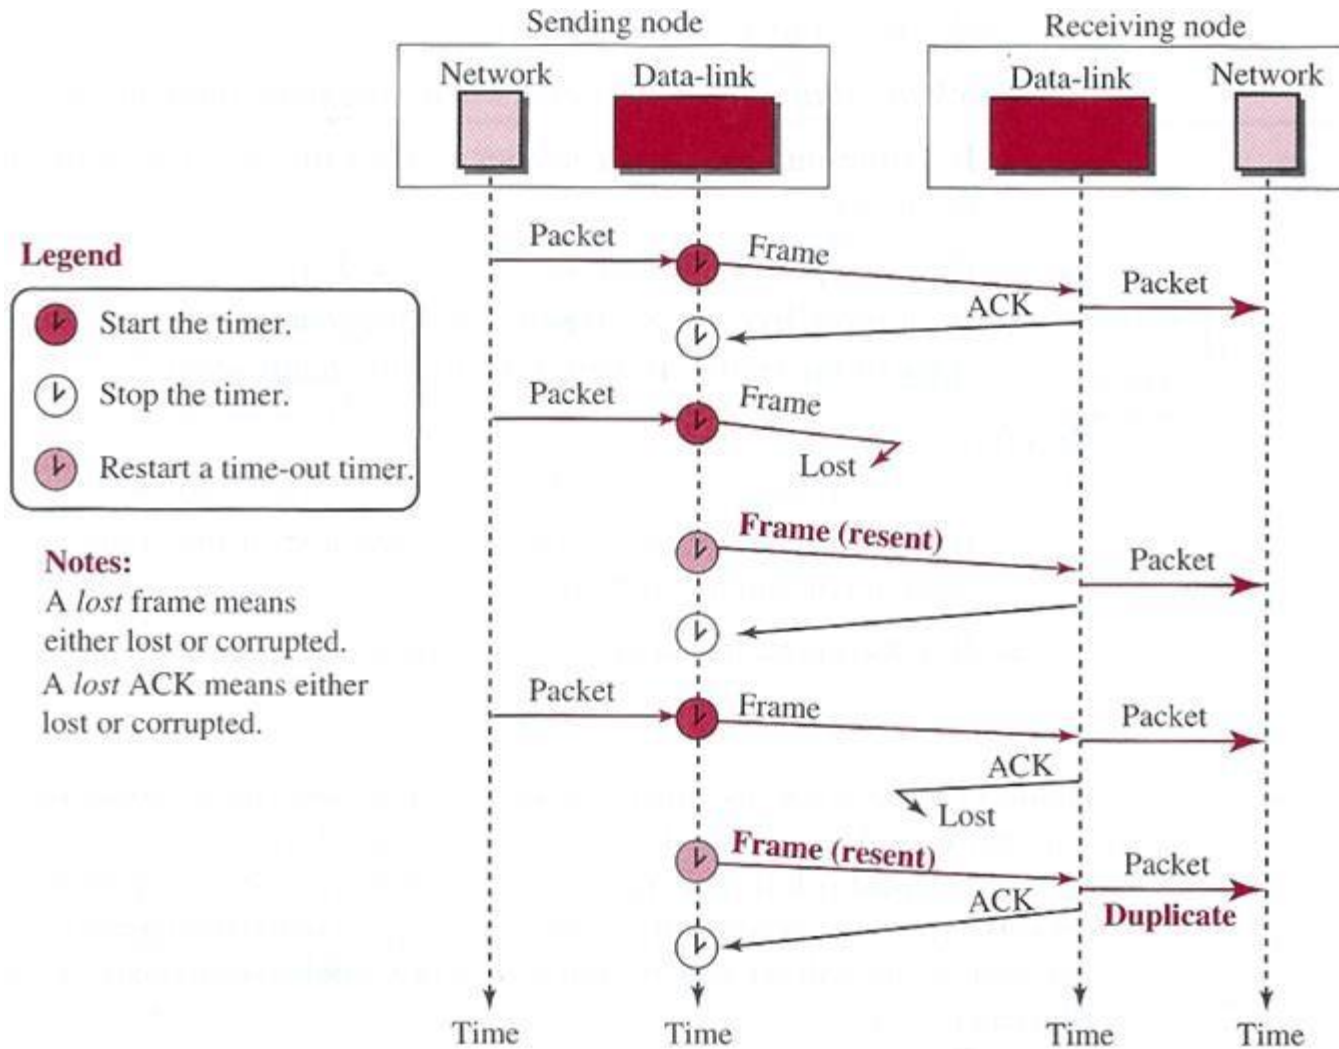 Sending node
Receiving node
Network
Data-link
Data-link
Network
Legend
Start the timer.
Stop the timer.
Restart a time-out timer.
Notes:
A lost frame means
either lost or corrupted.
A lost ACK means either
lost or corrupted.
Packet
Frame
ACK
Packet
Packet
Frame
Lost
Frame (resent)
Packet
Packet
Frame
Packet
ACK
Lost
Frame (resent)
Packet
ACK
Duplicate
Time
Time
Time
Time